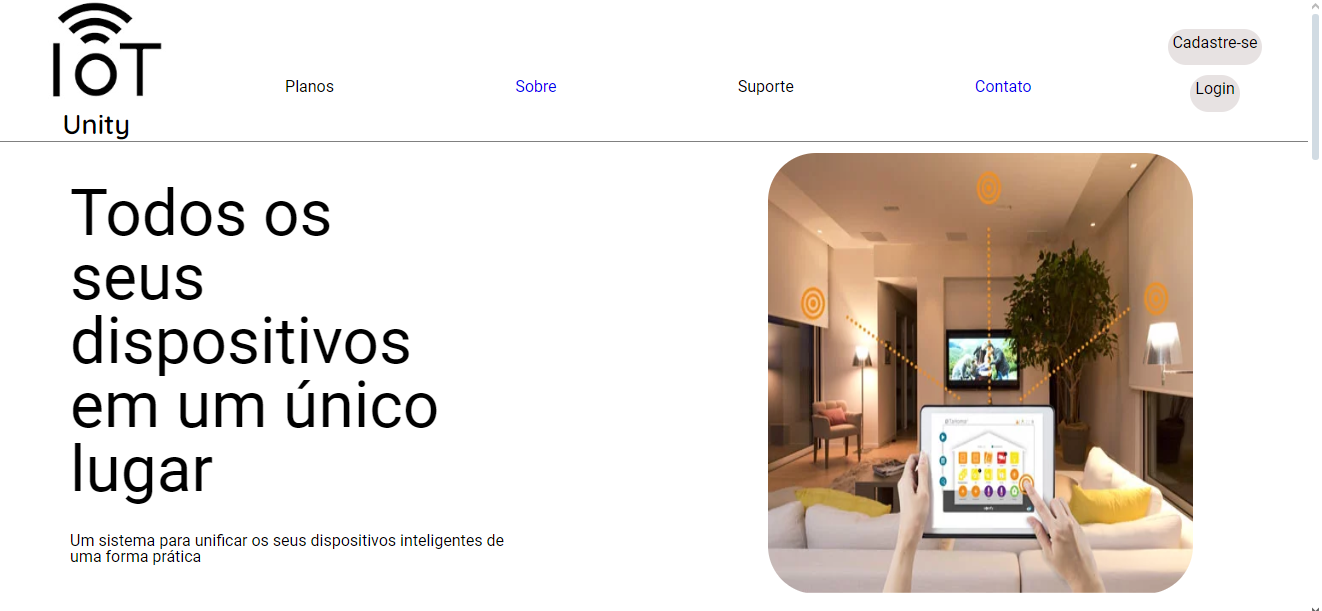 IoT
Unity
Planos
Sobre
Suporte
Contato
Cadastre-se
Login
Todos os
seus
dispositivos
em um único
lugar
Um sistema para unificar os seus dispositivos inteligentes de
uma forma prática